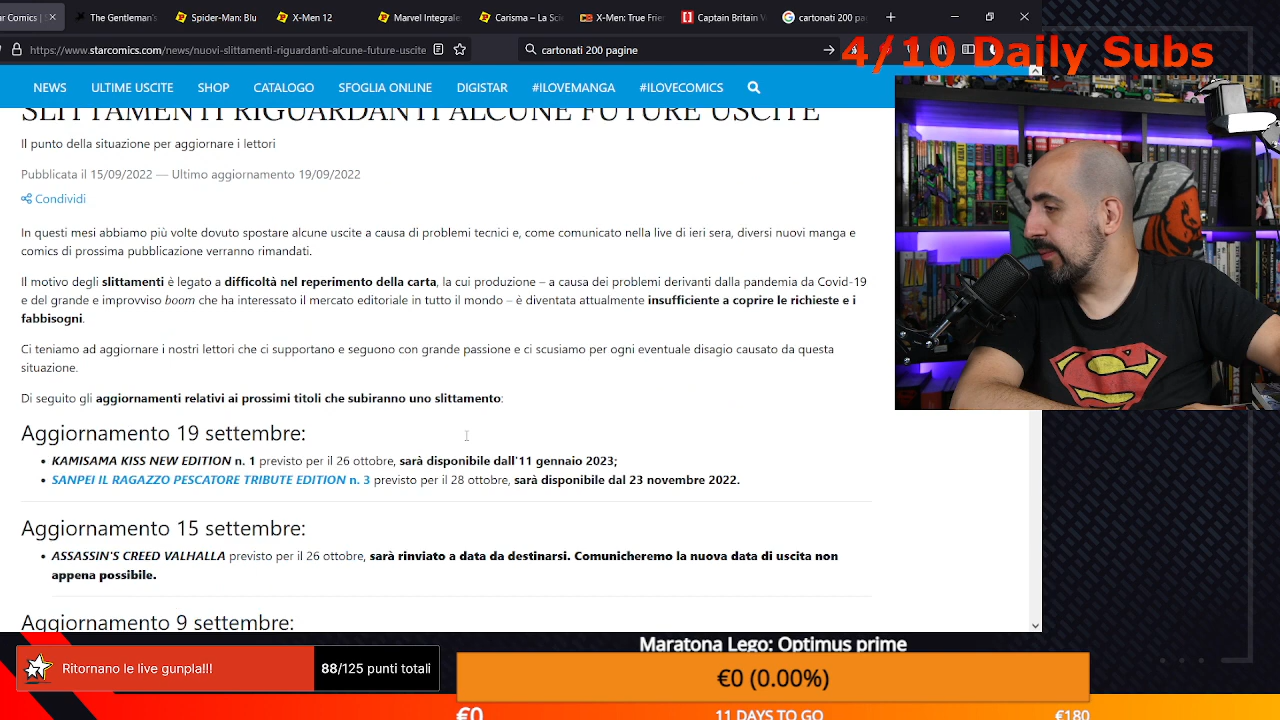 ar Comics |
The Gentleman's
Spider-Man: Blu
X-Men 12
Marvel Integrale
Carisma – La Sci
X-Men: True Frie
Captain Britain V
cartonati 200 pa
https://www.starcomics.com/news/nuovi-slittamenti-riguardanti-alcune-future-uscite
cartonati 200 pagine
4/10 Daily Subs
NEWS ULTIME USCITE SHOP CATALOGO SFOGLIA ONLINE DIGISTAR #ILOVEMANGA #ILOVECOMICS
SLITTAMENTI RIGUARDANTI ALCUNE FUTURE USCITE
Il punto della situazione per aggiornare i lettori
Pubblicata il 15/09/2022 — Ultimo aggiornamento 19/09/2022
Condividi
In questi mesi abbiamo più volte dovuto spostare alcune uscite a causa di problemi tecnici e, come comunicato nella live di ieri sera, diversi nuovi manga e
comics di prossima pubblicazione verranno rimandati.
Il motivo degli slittamenti è legato a difficoltà nel reperimento della carta, la cui produzione – a causa dei problemi derivanti dalla pandemia da Covid-19
e del grande e improvviso boom che ha interessato il mercato editoriale in tutto il mondo – è diventata attualmente insufficiente a coprire le richieste e i
fabbisogni.
Ci teniamo ad aggiornare i nostri lettori che ci supportano e seguono con grande passione e ci scusiamo per ogni eventuale disagio causato da questa
situazione.
Di seguito gli aggiornamenti relativi ai prossimi titoli che subiranno uno slittamento:
Aggiornamento 19 settembre:
• KAMISAMA KISS NEW EDITION n. 1 previsto per il 26 ottobre, sarà disponibile dall'11 gennaio 2023;
• SANPEI IL RAGAZZO PESCATORE TRIBUTE EDITION n. 3 previsto per il 28 ottobre, sarà disponibile dal 23 novembre 2022.
Aggiornamento 15 settembre:
• ASSASSIN'S CREED VALHALLA previsto per il 26 ottobre, sarà rinviato a data da destinarsi. Comunicheremo la nuova data di uscita non
appena possibile.
Aggiornamento 9 settembre:
Ritornano le live gunpla!!!
88/125 punti totali
Maratona Lego: Optimus prime
€0 (0.00%)
€0
11 DAYS TO GO
€180